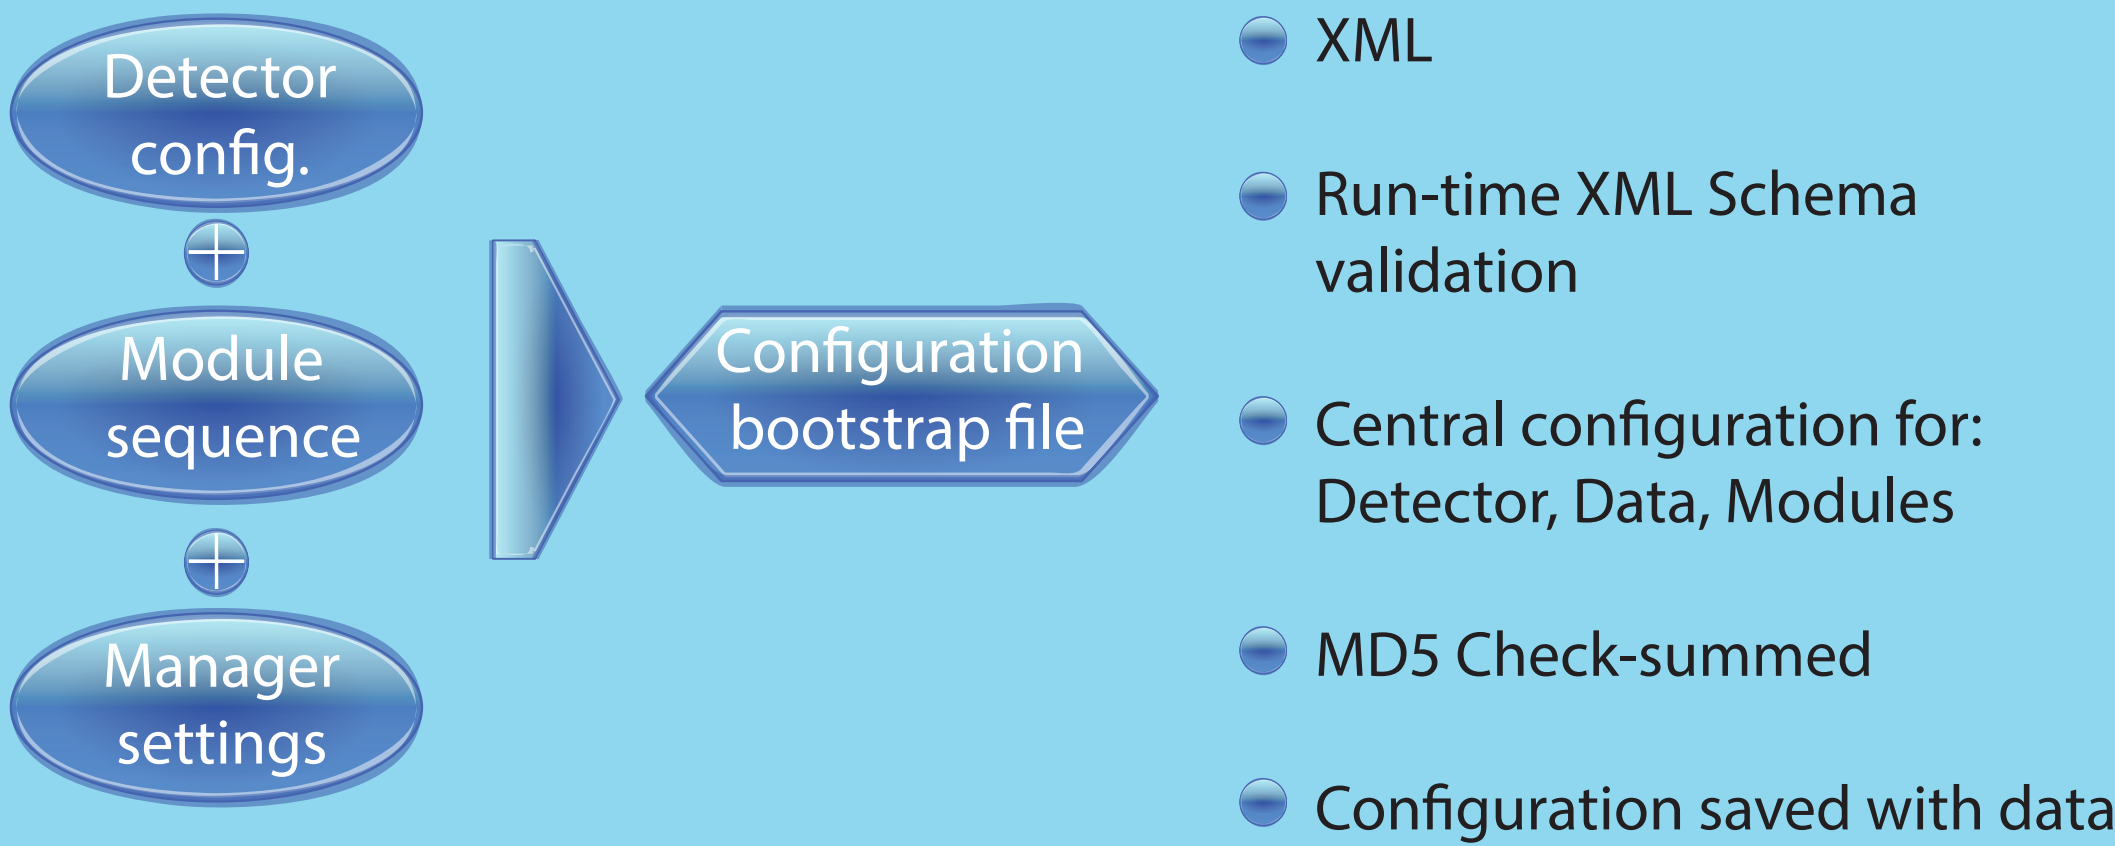 Detector
config.
Module
sequence
Manager
settings
Configuration
bootstrap file
XML
Run-time XML Schema
validation
Central configuration for:
Detector, Data, Modules
MD5 Check-summed
Configuration saved with data